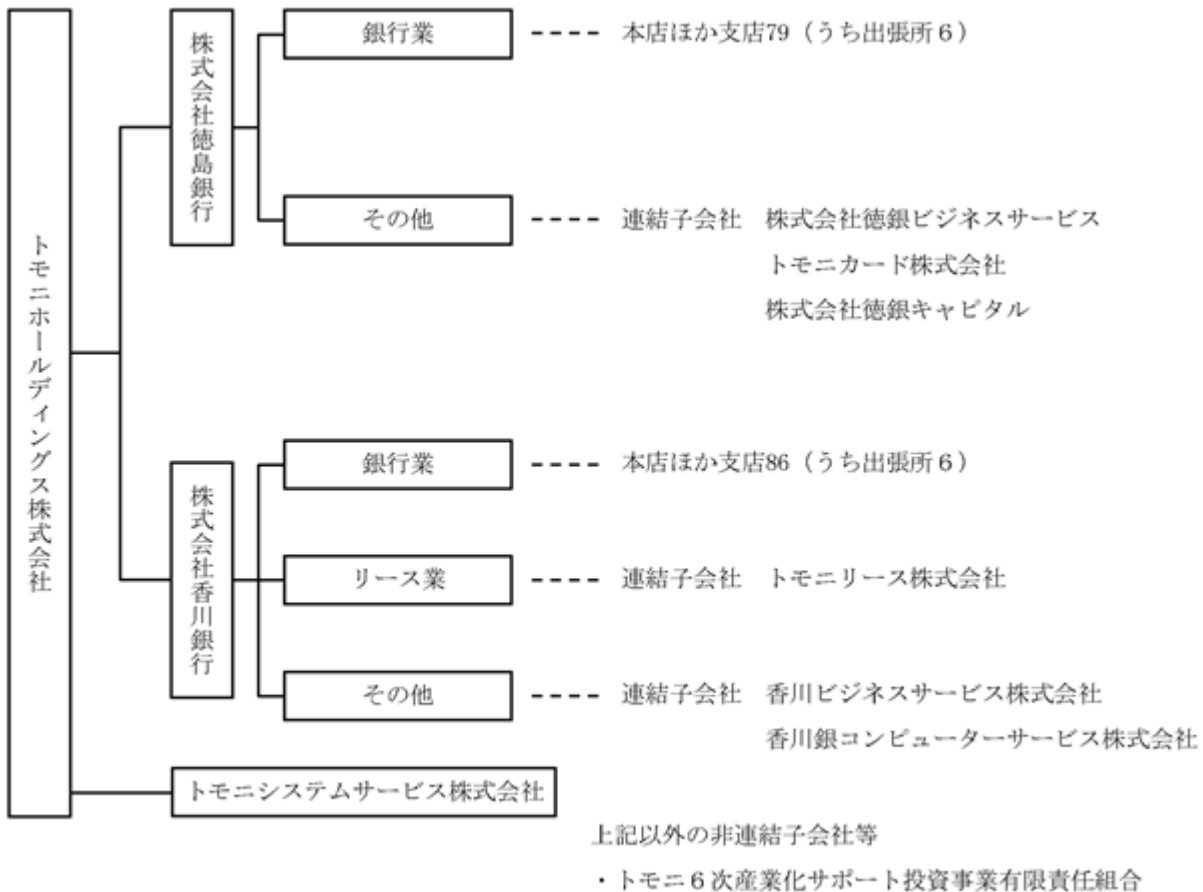 トモニホールディングス株式会社
株式会社徳島銀行
銀行業 ---- 本店ほか支店79（うち出張所６）
その他 ---- 連結子会社 株式会社徳銀ビジネスサービス
トモニカード株式会社
株式会社徳銀キャピタル
株式会社香川銀行
銀行業 ---- 本店ほか支店86（うち出張所６）
リース業 ---- 連結子会社 トモニリース株式会社
その他 ---- 連結子会社 香川ビジネスサービス株式会社
香川銀コンピューターサービス株式会社
トモニシステムサービス株式会社
上記以外の非連結子会社等
・トモニ６次産業化サポート投資事業有限責任組合